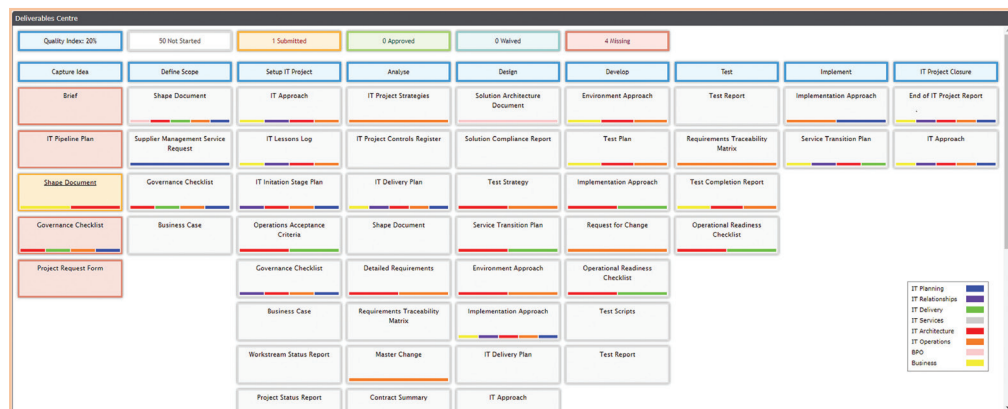 Deliverables Centre
Quality Index: 20%
50 Not Started
1 Submitted
0 Approved
0 Waived
4 Missing
Capture Idea
Define Scope
Setup IT Project
Analyse
Design
Develop
Test
Implement
IT Project Closure
Brief
Shape Document
IT Approach
IT Project Strategies
Solution Architecture
Document
Environment Approach
Test Report
Implementation Approach
End of IT Project Report
IT Pipeline Plan
Supplier Management Service
Request
IT Lessons Log
IT Project Controls Register
Solution Compliance Report
Test Plan
Requirements Traceability
Matrix
Service Transition Plan
IT Approach
Shape Document
Governance Checklist
IT Initation Stage Plan
IT Delivery Plan
Test Strategy
Implementation Approach
Test Completion Report
Governance Checklist
Business Case
Operations Acceptance
Criteria
Shape Document
Service Transition Plan
Request for Change
Operational Readiness
Checklist
Project Request Form
Governance Checklist
Detailed Requirements
Environment Approach
Operational Readiness
Checklist
Business Case
Requirements Traceability
Matrix
Implementation Approach
Test Scripts
Workstream Status Report
Master Change
IT Delivery Plan
Test Report
Project Status Report
Contract Summary
IT Approach
IT Planning
IT Relationships
IT Delivery
IT Services
IT Architecture
IT Operations
BPO
Business